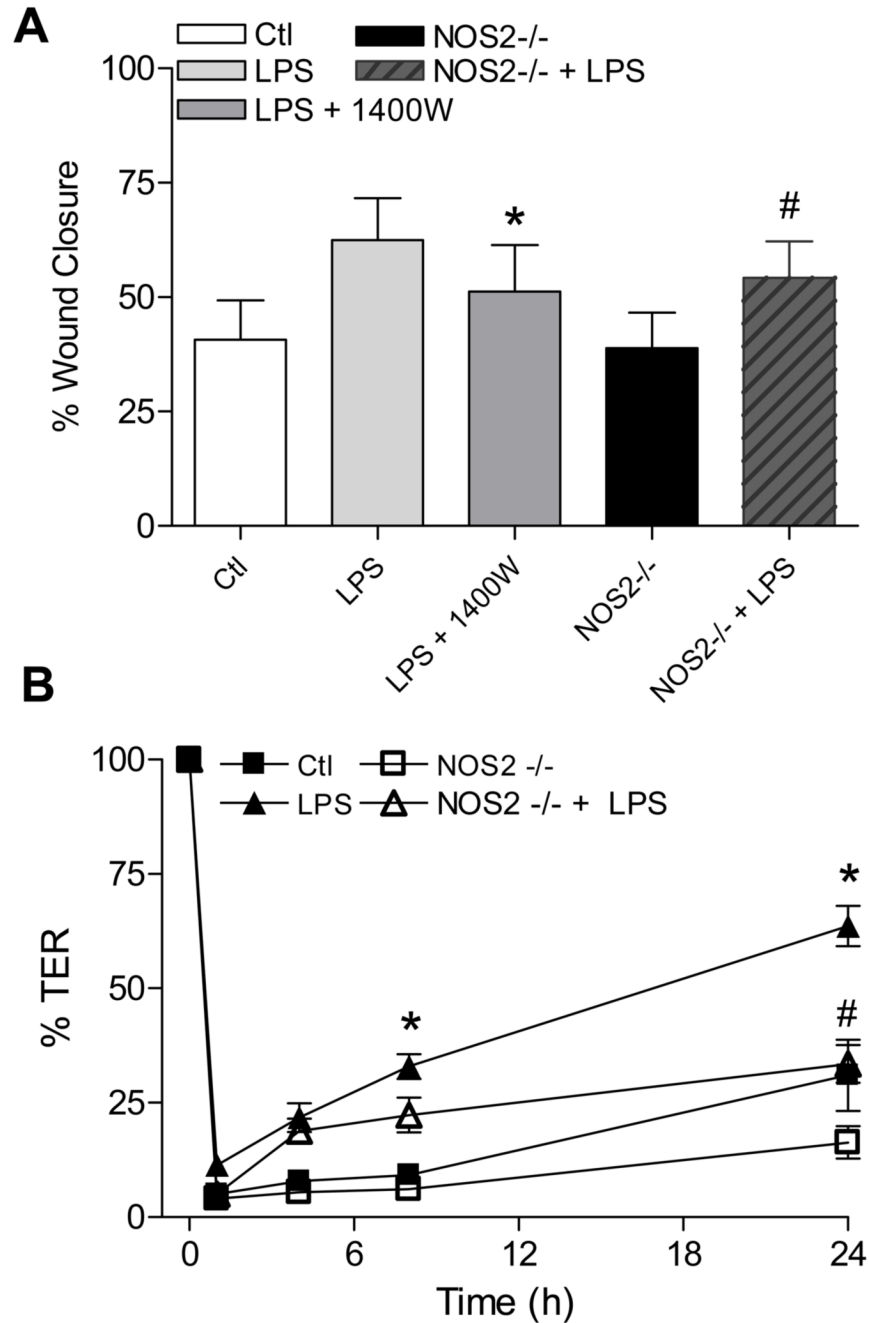 A
Ctl NOS2-/-
LPS NOS2-/- + LPS
LPS + 1400W
100
75
50
25
0
% Wound Closure
*
#
Ctl
LPS
LPS + 1400W
NOS2-/-
NOS2-/- + LPS
B
Ctl NOS2 -/-
LPS NOS2 -/- + LPS
100
75
50
25
0
% TER
*
*
#
0 6 12 18 24
Time (h)